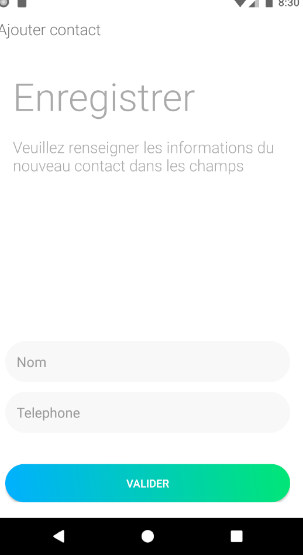 8:30
Ajouter contact
Enregistrer
Veuillez renseigner les informations du
nouveau contact dans les champs
Nom
Telephone
VALIDER